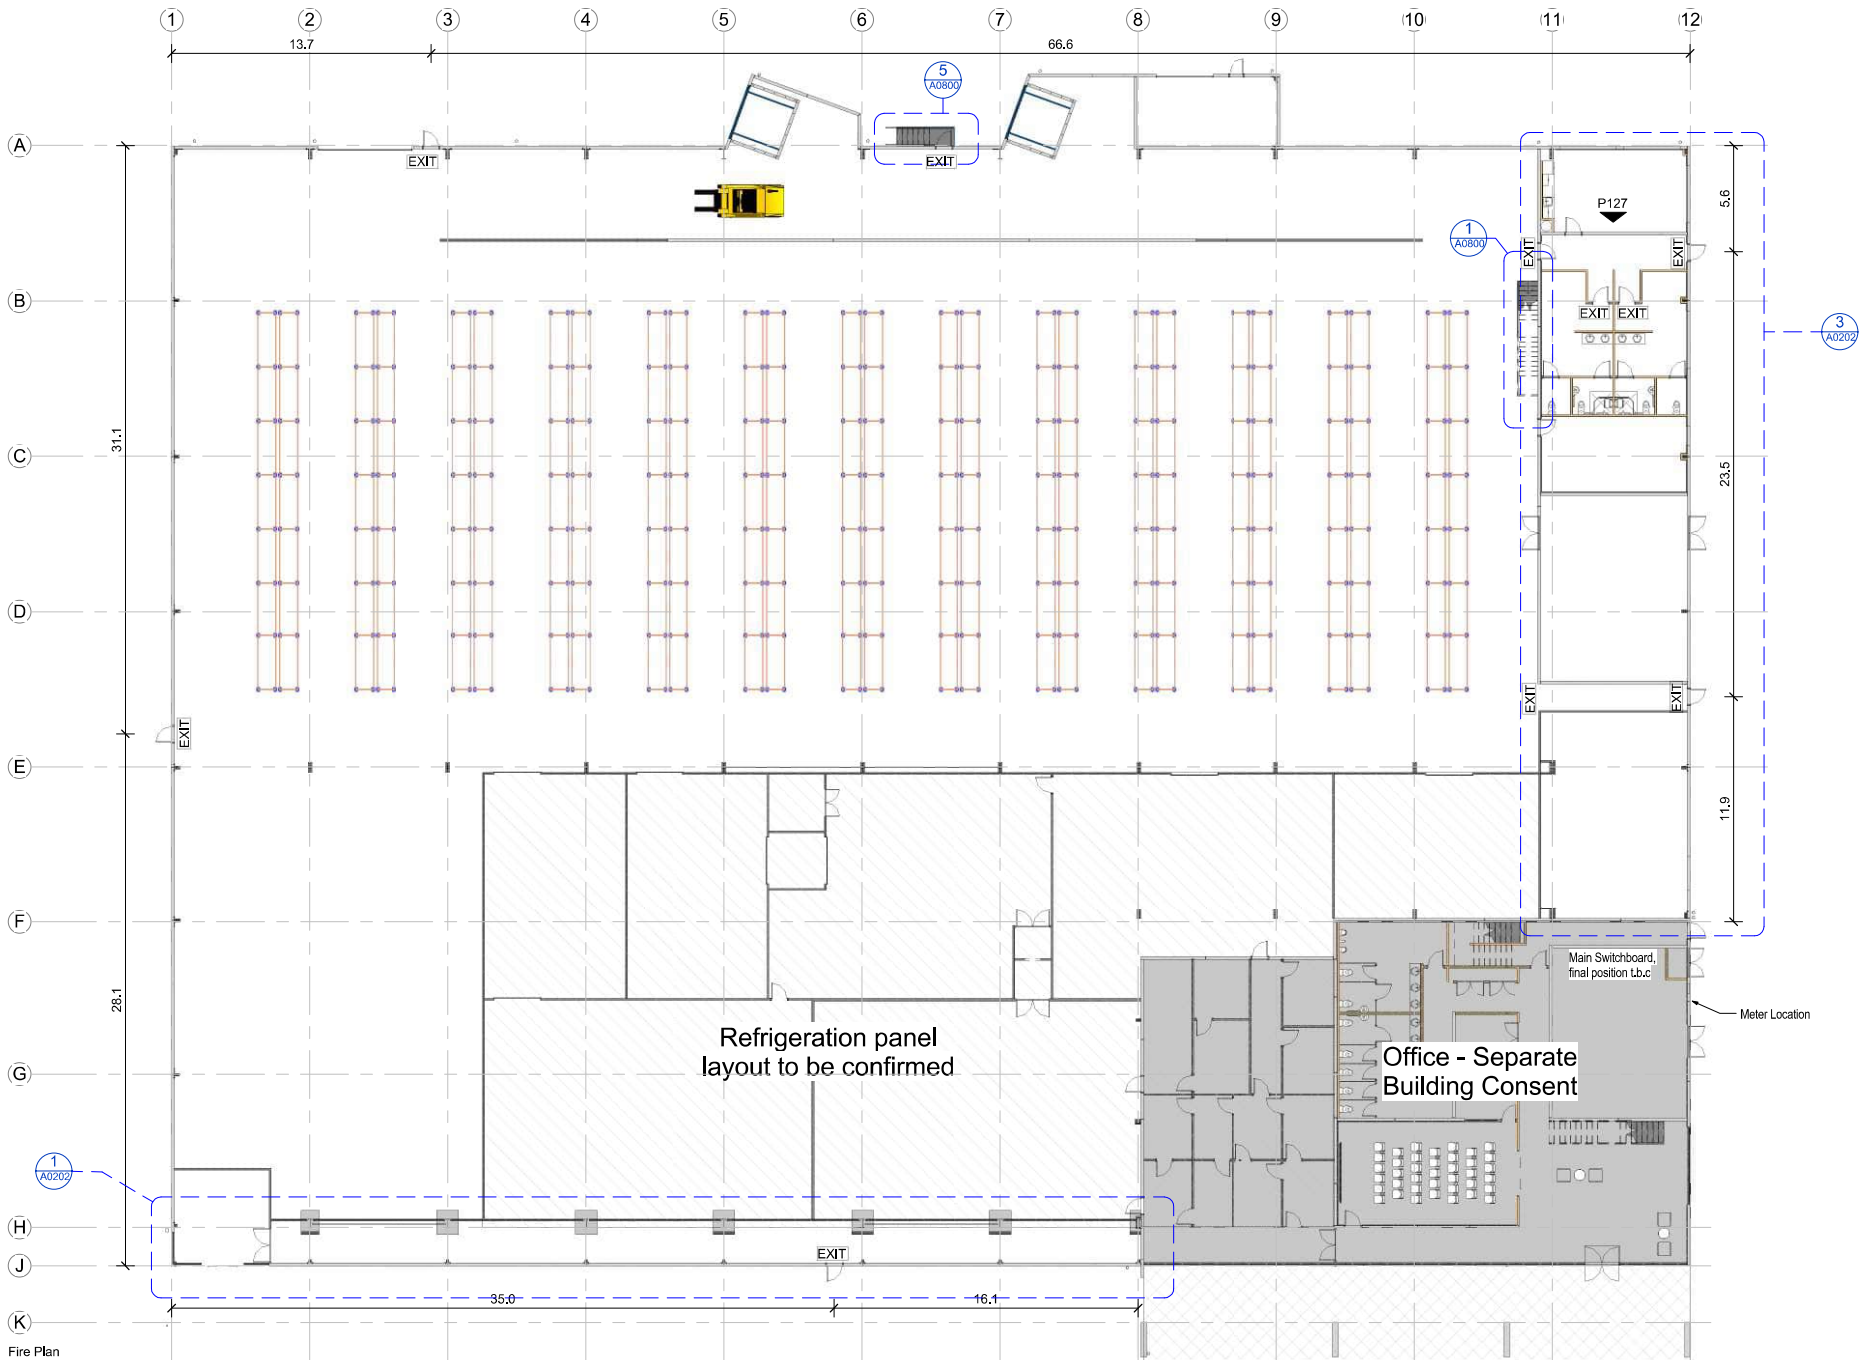 1 2 3 4 5 6 7 8 9 10 11 12
13.7 66.6
5
A0800
A
EXIT EXIT
5.6
P127
1
A0800
EXIT EXIT
B
EXIT EXIT
3
A0202
31.1
C
23.5
D
EXIT EXIT
EXIT
E
11.9
F
Main Switchboard,
final position t.b.c
28.1
Meter Location
Refrigeration panel
layout to be confirmed
Office - Separate
Building Consent
G
1
A0202
H
EXIT
J
35.0 16.1
K
Fire Plan